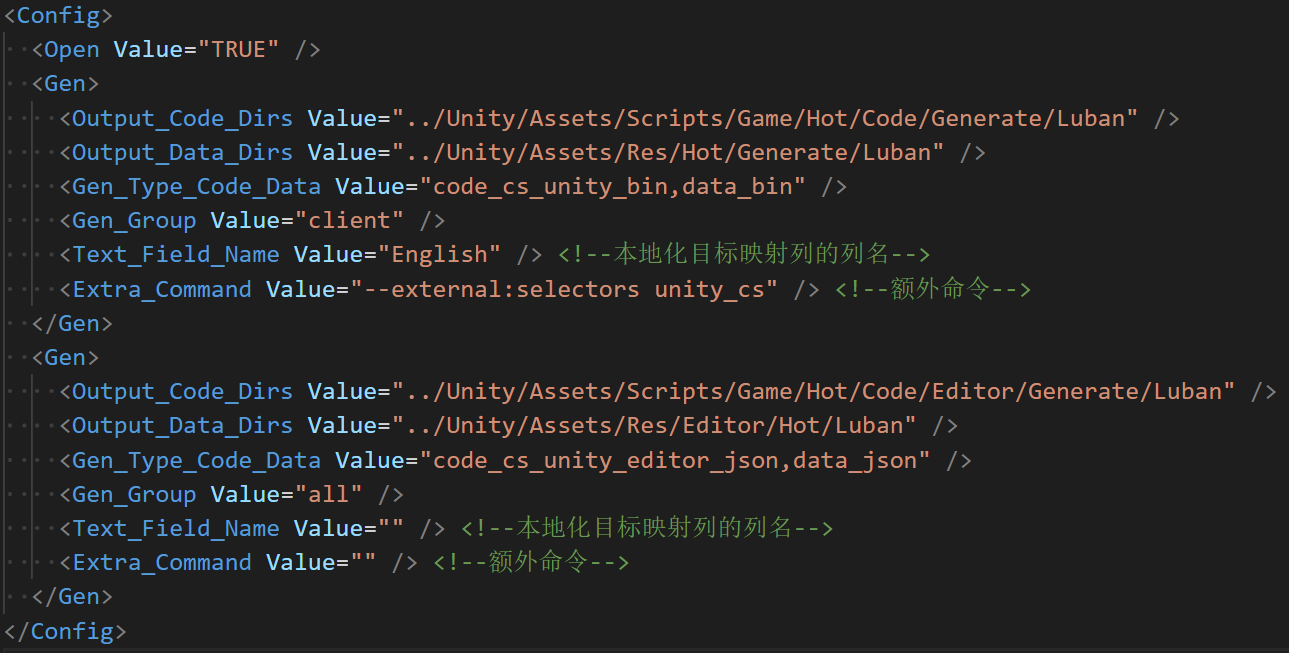 <Config>
<Open Value="TRUE" />
<Gen>
<Output_Code_Dirs Value="../Unity/Assets/Scripts/Game/Hot/Code/Generate/Luban" />
<Output_Data_Dirs Value="../Unity/Assets/Res/Hot/Generate/Luban" />
<Gen_Type_Code_Data Value="code_cs_unity_bin,data_bin" />
<Gen_Group Value="client" />
<Text_Field_Name Value="English" /> <!--本地化目标映射列的列名-->
<Extra_Command Value="--external:selectors unity_cs" /> <!--额外命令-->
</Gen>
<Gen>
<Output_Code_Dirs Value="../Unity/Assets/Scripts/Game/Hot/Code/Editor/Generate/Luban" />
<Output_Data_Dirs Value="../Unity/Assets/Res/Editor/Hot/Luban" />
<Gen_Type_Code_Data Value="code_cs_unity_editor_json,data_json" />
<Gen_Group Value="all" />
<Text_Field_Name Value="" /> <!--本地化目标映射列的列名-->
<Extra_Command Value="" /> <!--额外命令-->
</Gen>
</Config>